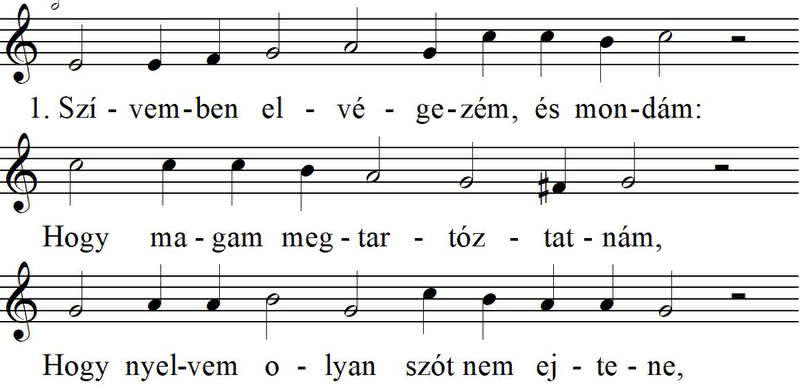 1. Szí - vem-ben el - vé - ge-zém, és mon-dám:
Hogy ma - gam meg - tar - tóz - tat - nám,
Hogy nyel-vem o - lyan szót nem ej - te - ne,